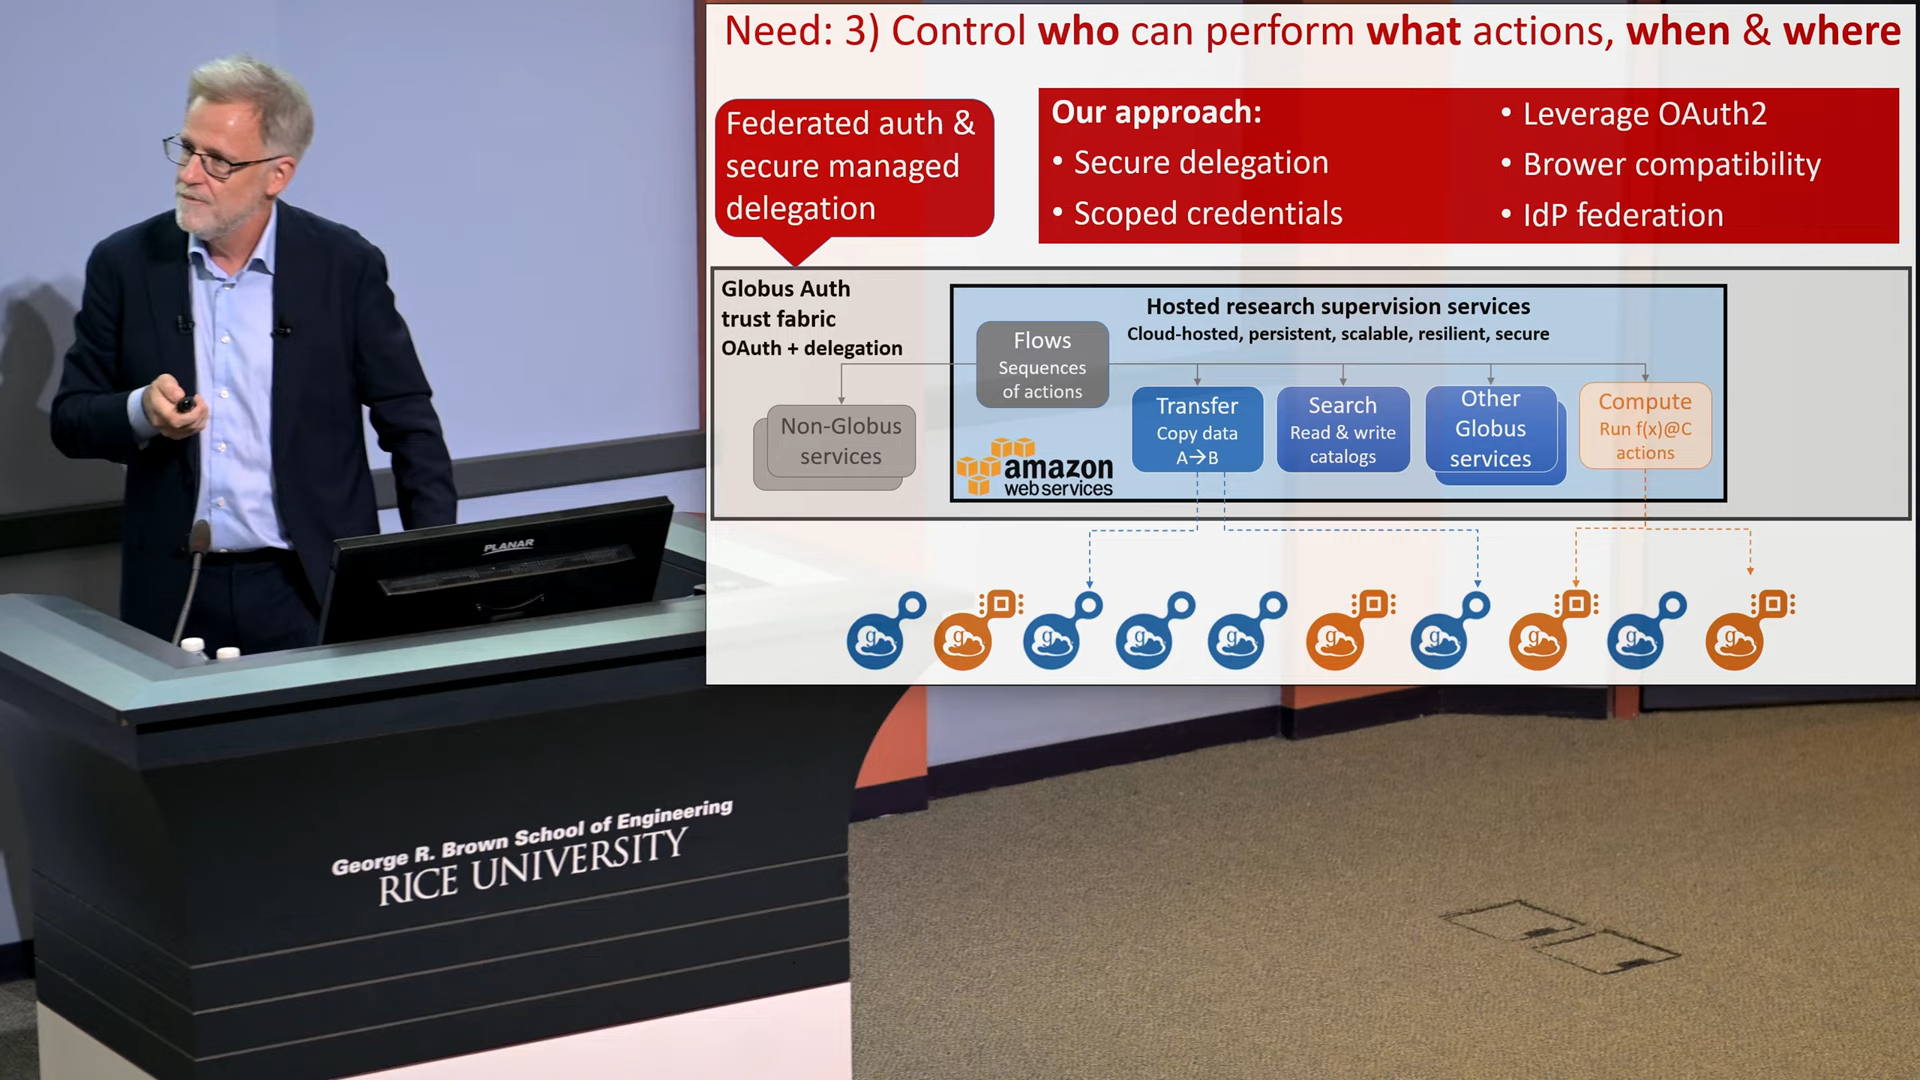 Need: 3) Control who can perform what actions, when & where
Federated auth &
secure managed
delegation
Our approach:
• Secure delegation
• Scoped credentials
• Leverage OAuth2
• Brower compatibility
• IdP federation
Globus Auth
trust fabric
OAuth + delegation
Hosted research supervision services
Cloud-hosted, persistent, scalable, resilient, secure
Flows
Sequences
of actions
Non-Globus
services
Transfer
Copy data
A→B
Search
Read & write
catalogs
Other
Globus
services
Compute
Run f(x)@C
actions
amazon
webservices
g
g
g
g
g
g
g
g
g
g
PLANAR
George R. Brown School of Engineering
RICE UNIVERSITY